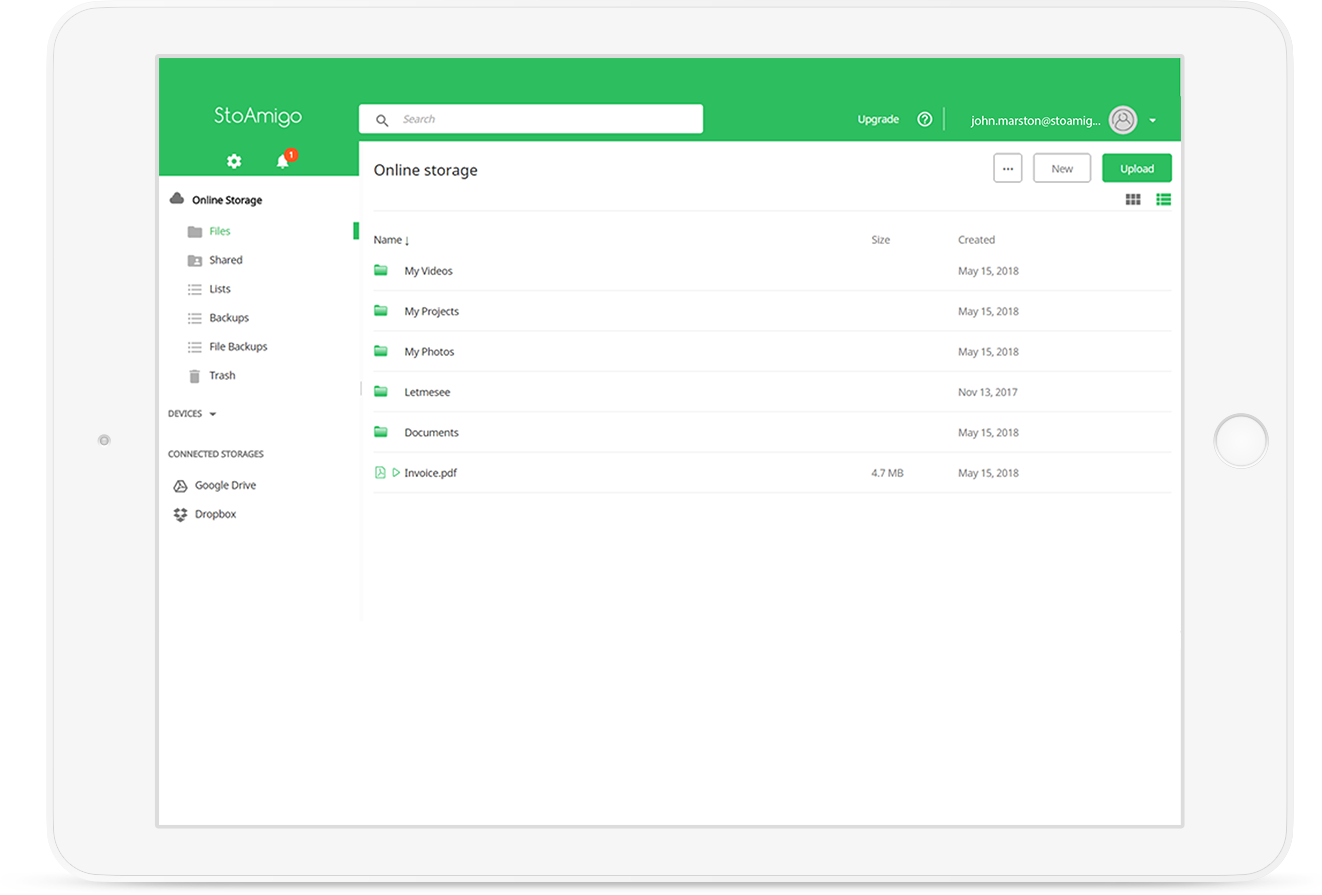 StoAmigo
Search
Upgrade
john.marston@stoamig...
1
Online storage
...
New
Upload
Online Storage
Files
Shared
Lists
Backups
File Backups
Trash
DEVICES
CONNECTED STORAGES
Google Drive
Dropbox
Name ↓ Size Created
My Videos May 15, 2018
My Projects May 15, 2018
My Photos May 15, 2018
Letmesee Nov 13, 2017
Documents May 15, 2018
Invoice.pdf 4.7 MB May 15, 2018